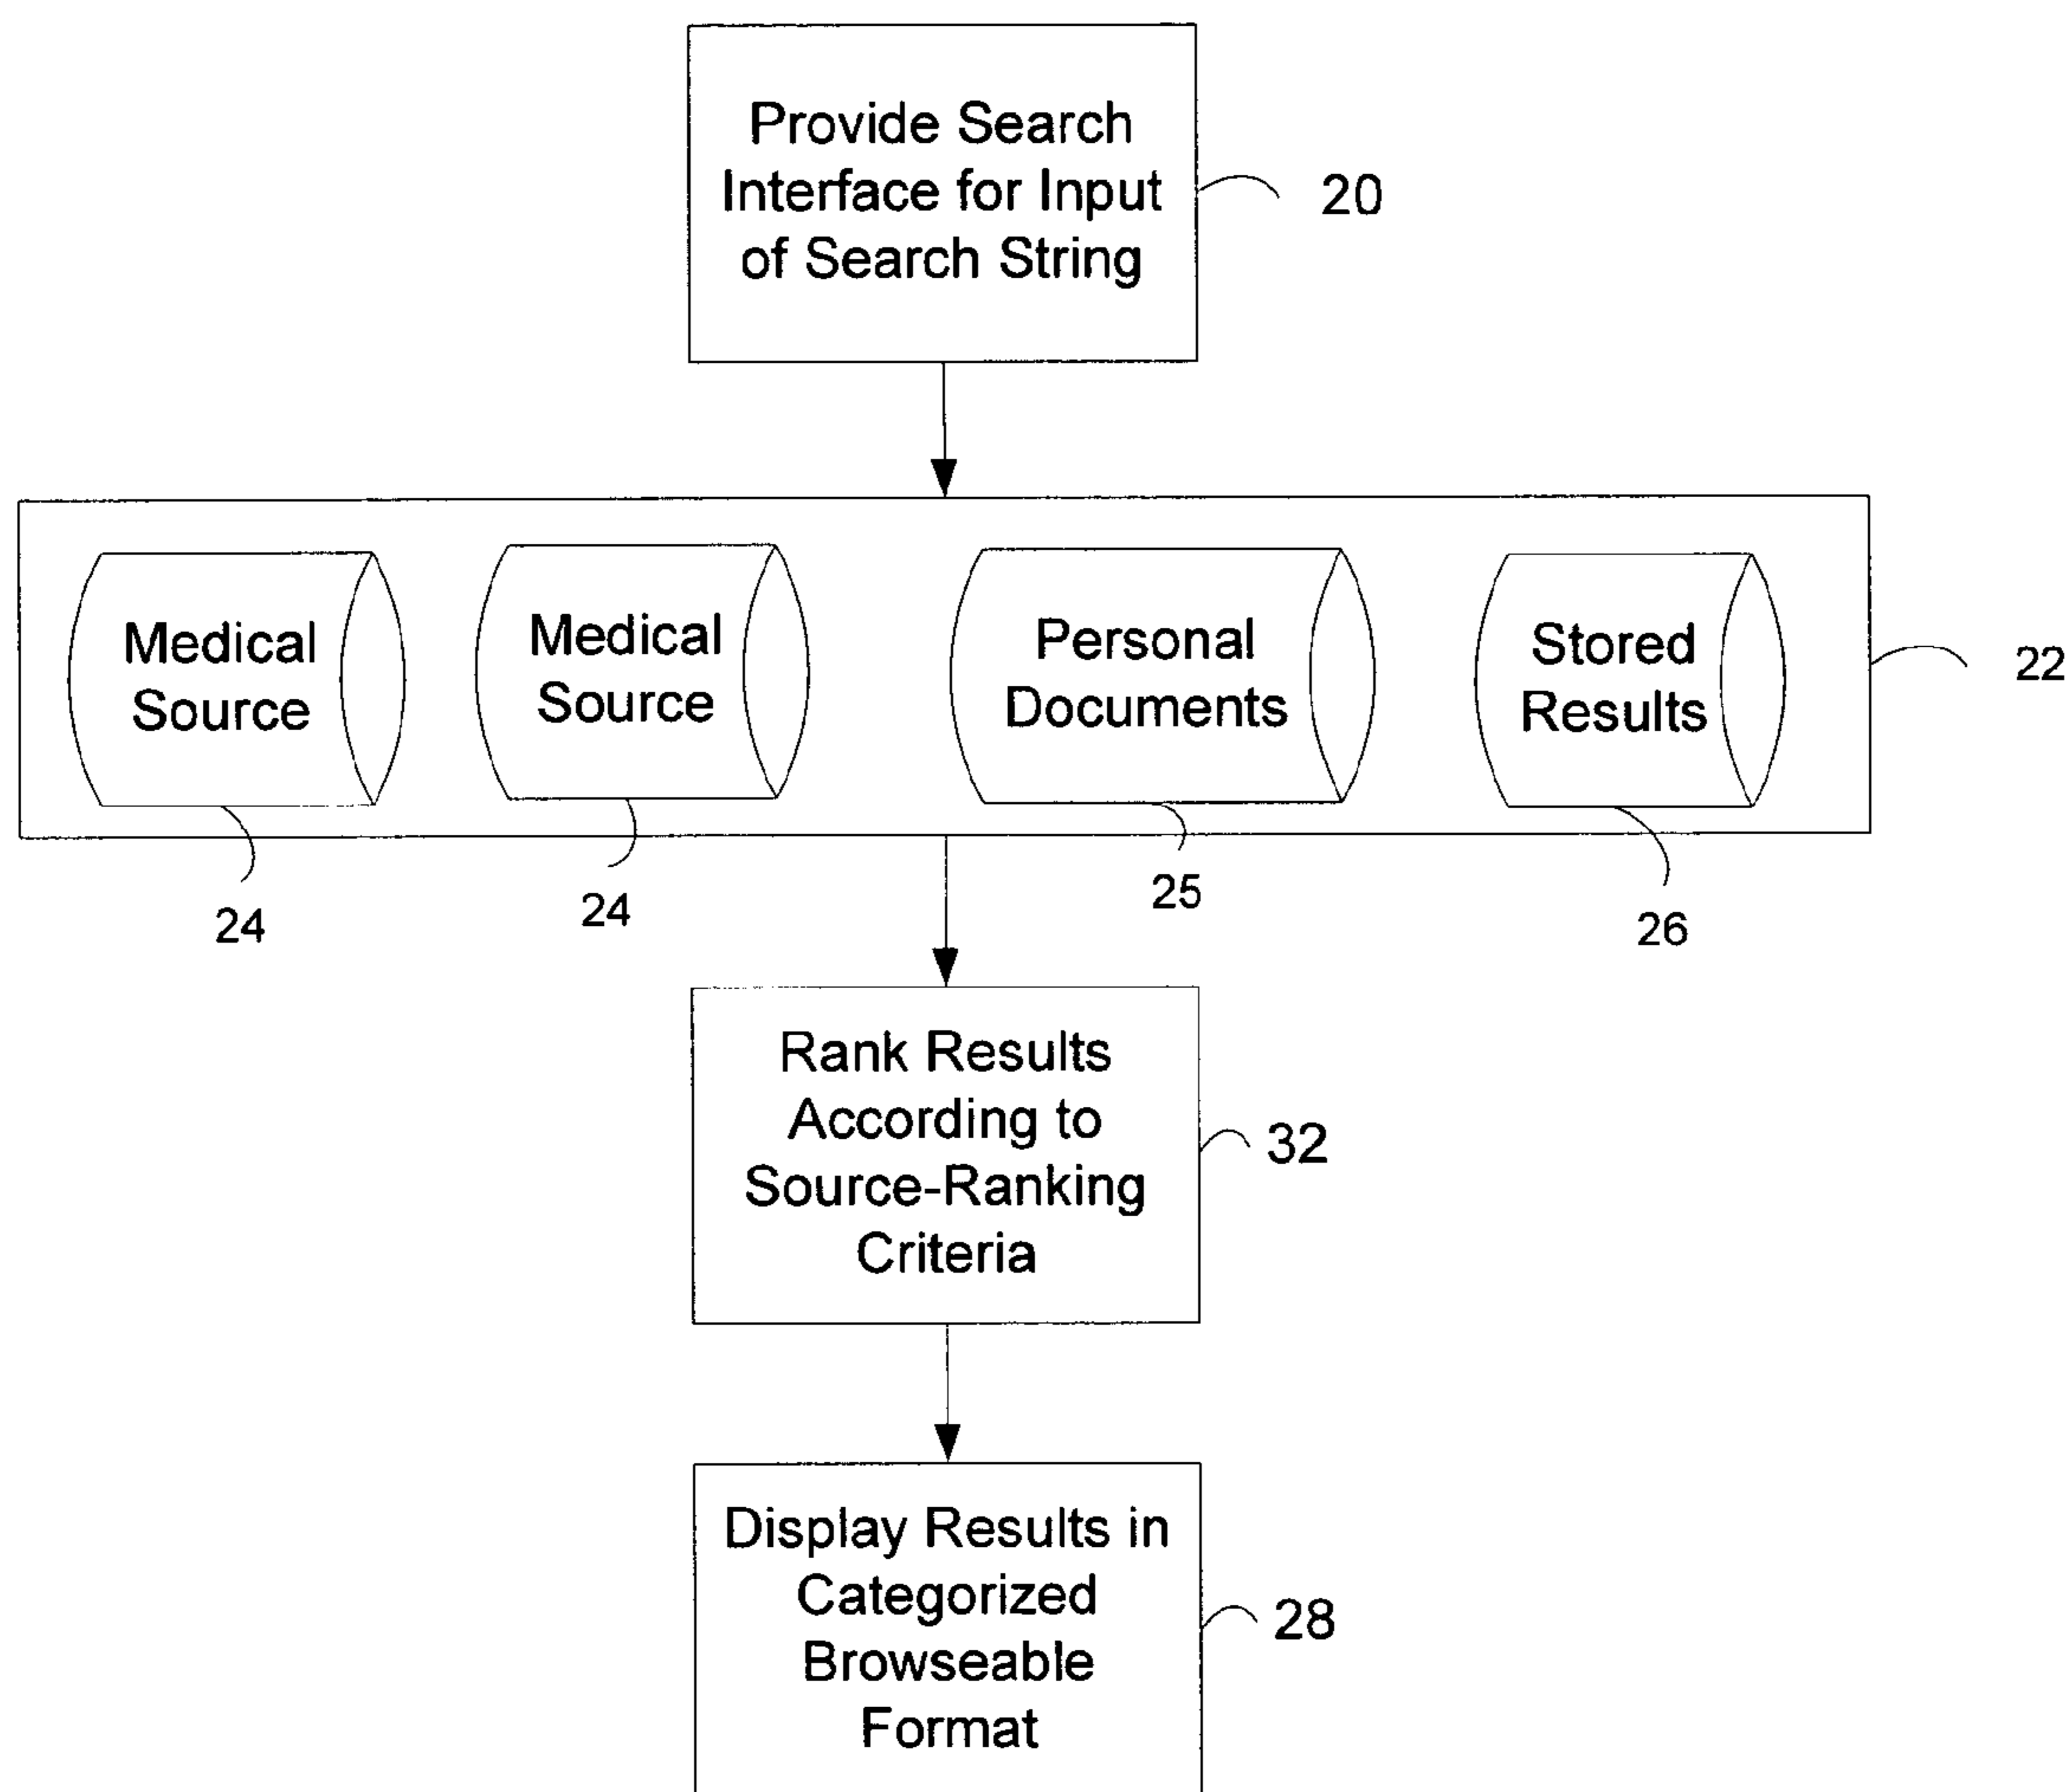 Provide Search
Interface for Input
of Search String
20
Medical
Source
Medical
Source
Personal
Documents
Stored
Results
22
24
24
25
26
Rank Results
According to
Source-Ranking
Criteria
32
Display Results in
Categorized
Browseable
Format
28